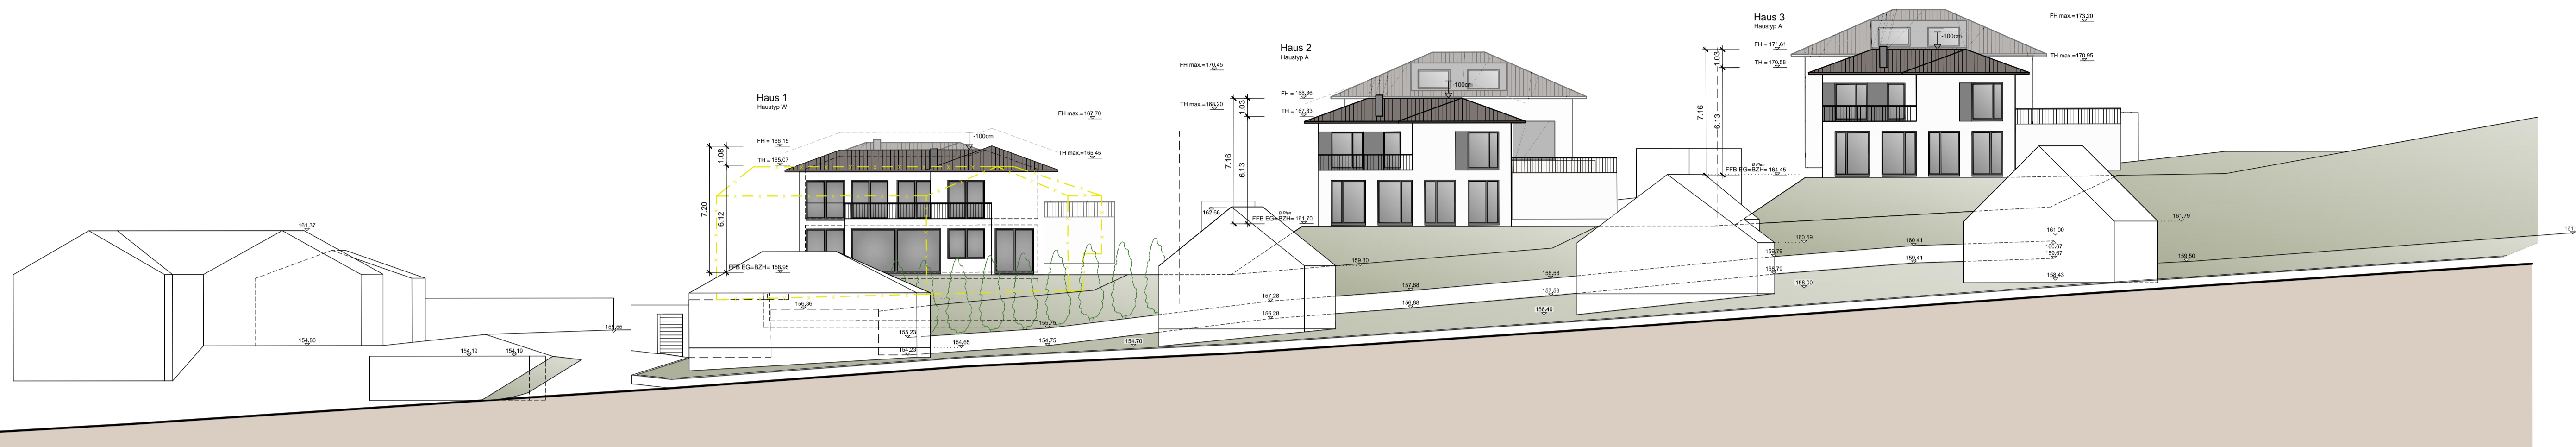 Haus 1
Haustyp W
FH = 166,15
TH = 165,07
FH max.= 167,70
TH max.= 165,45
-100cm
1.08
7.20
6.12
FFB EG=BZH= 158,95
161,37
154,80
155,55
154,19
154,19
156,86
155,23
154,23
154,65
155,75
154,75
154,70
Haus 2
Haustyp A
FH max.=170,45
TH max.=168,20
FH = 168,86
TH = 167,83
-100cm
1.03
7.16
6.13
B Plan
FFB EG=BZH= 161,70
162,66
159,30
157,28
156,28
157,88
156,88
158,56
157,56
156,49
Haus 3
Haustyp A
FH max.=173,20
TH max.=170,95
FH = 171,61
TH = 170,58
-100cm
1.03
7.16
6.13
B Plan
FFB EG=BZH= 164,45
160,59
159,79
158,79
158,00
160,41
159,41
161,00
160,67
159,67
158,43
161,79
159,50